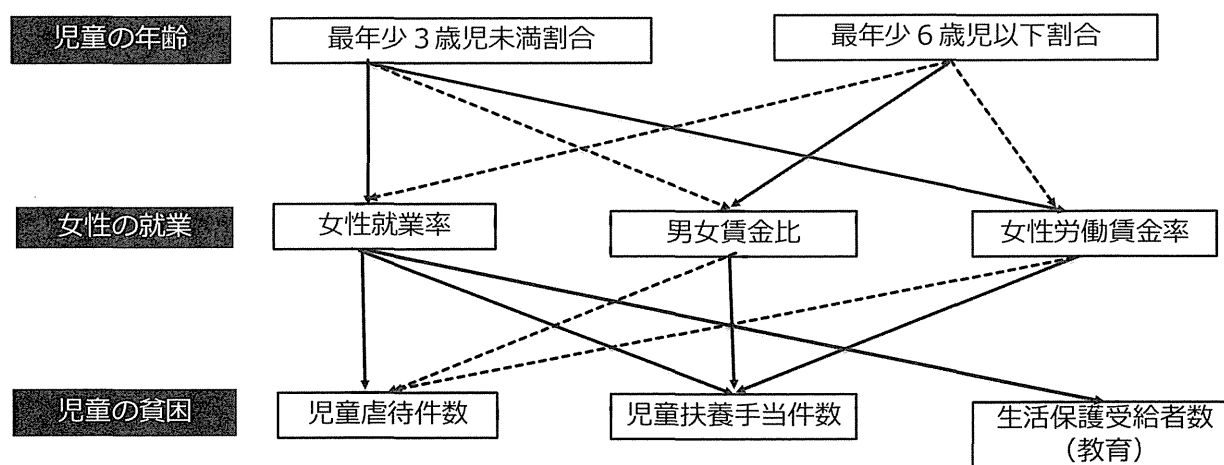 児童の年齢
最年少３歳児未満割合
最年少６歳児以下割合
女性の就業
女性就業率
男女賃金比
女性労働賃金率
児童の貧困
児童虐待件数
児童扶養手当件数
生活保護受給者数
（教育）